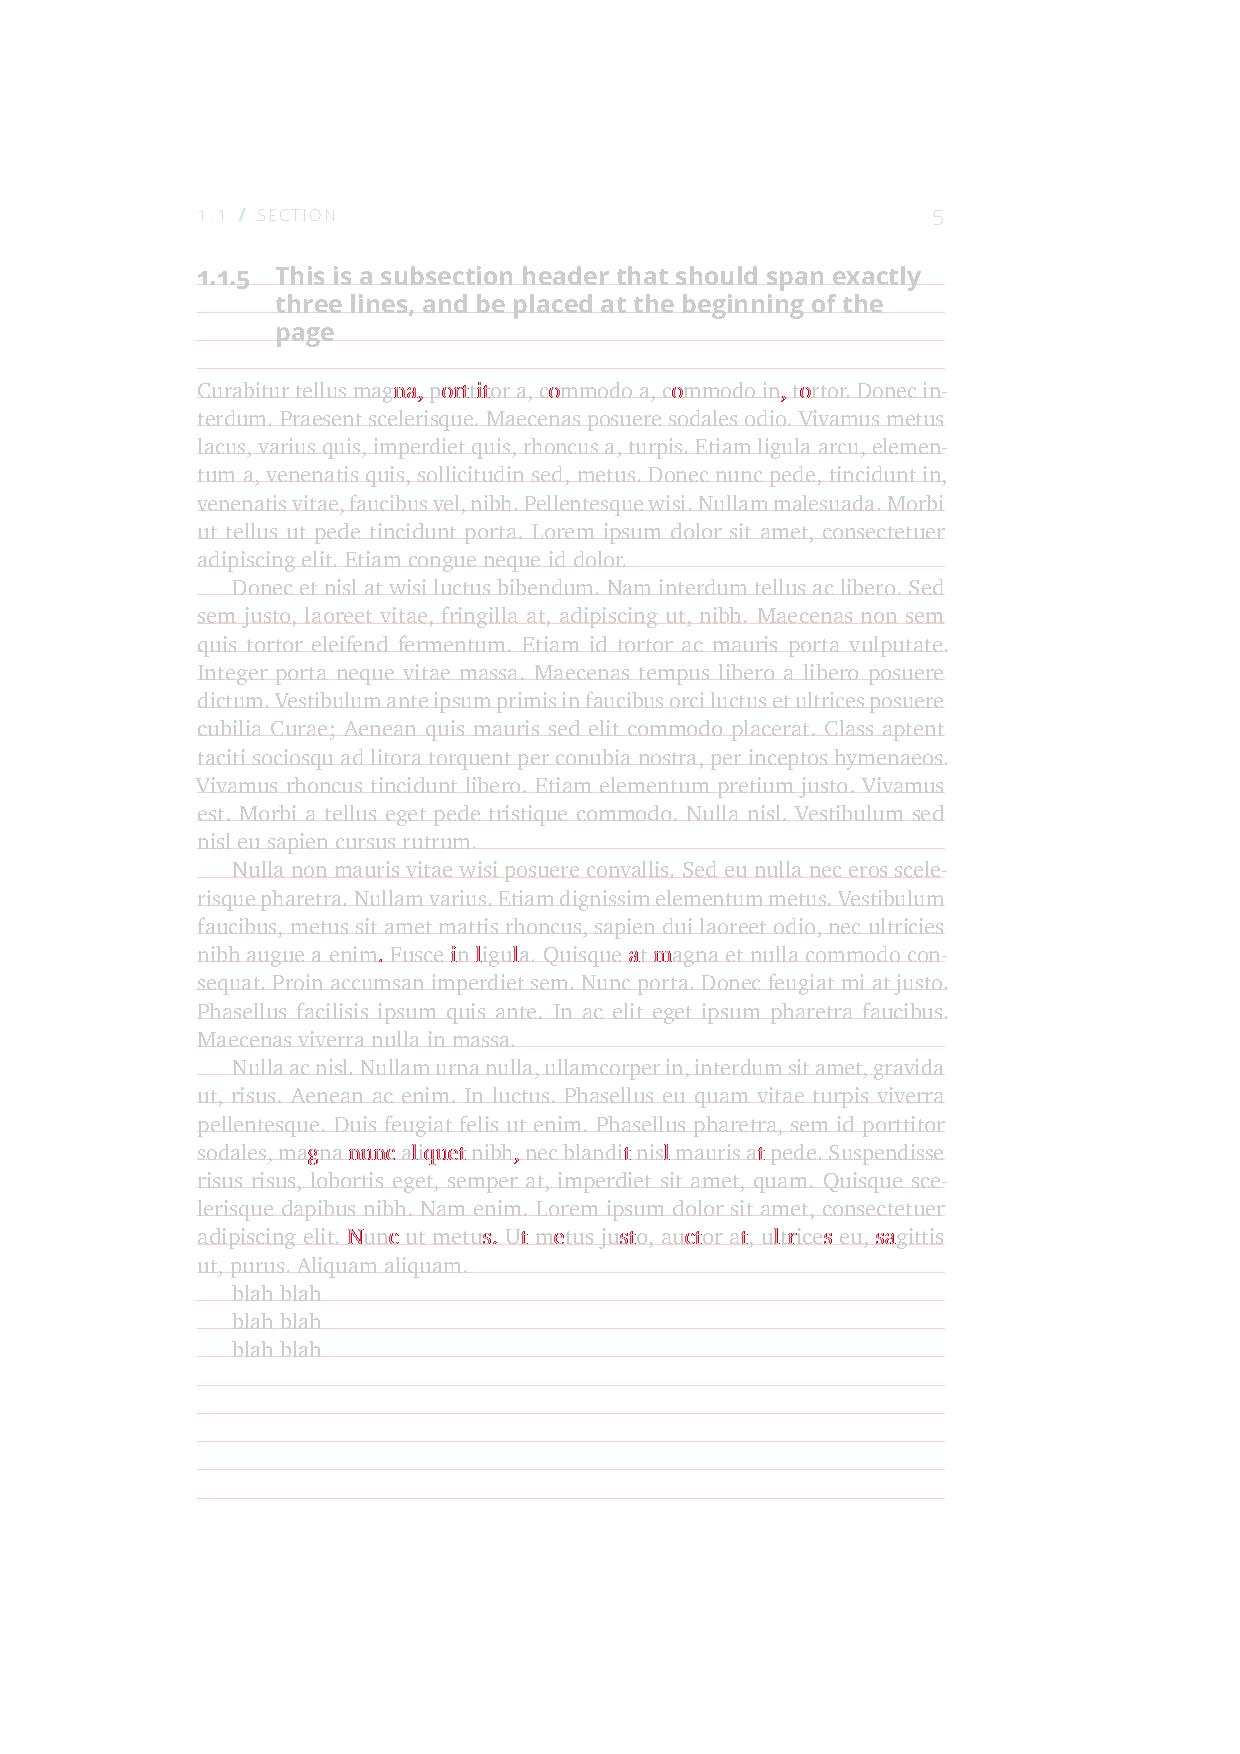 1.1 / SECTION 5
1.1.5 This is a subsection header that should span exactly
three lines, and be placed at the beginning of the
page
Curabitur tellus magna, porttitor a, commodo a, commodo in, tortor. Donec in-
terdum. Praesent scelerisque. Maecenas posuere sodales odio. Vivamus metus
lacus, varius quis, imperdiet quis, rhoncus a, turpis. Etiam ligula arcu, elemen-
tum a, venenatis quis, sollicitudin sed, metus. Donec nunc pede, tincidunt in,
venenatis vitae, faucibus vel, nibh. Pellentesque wisi. Nullam malesuada. Morbi
ut tellus ut pede tincidunt porta. Lorem ipsum dolor sit amet, consectetuer
adipiscing elit. Etiam congue neque id dolor.
Donec et nisl at wisi luctus bibendum. Nam interdum tellus ac libero. Sed
sem justo, laoreet vitae, fringilla at, adipiscing ut, nibh. Maecenas non sem
quis tortor eleifend fermentum. Etiam id tortor ac mauris porta vulputate.
Integer porta neque vitae massa. Maecenas tempus libero a libero posuere
dictum. Vestibulum ante ipsum primis in faucibus orci luctus et ultrices posuere
cubilia Curae; Aenean quis mauris sed elit commodo placerat. Class aptent
taciti sociosqu ad litora torquent per conubia nostra, per inceptos hymenaeos.
Vivamus rhoncus tincidunt libero. Etiam elementum pretium justo. Vivamus
est. Morbi a tellus eget pede tristique commodo. Nulla nisl. Vestibulum sed
nisl eu sapien cursus rutrum.
Nulla non mauris vitae wisi posuere convallis. Sed eu nulla nec eros scele-
risque pharetra. Nullam varius. Etiam dignissim elementum metus. Vestibulum
faucibus, metus sit amet mattis rhoncus, sapien dui laoreet odio, nec ultricies
nibh augue a enim. Fusce in ligula. Quisque at magna et nulla commodo con-
sequat. Proin accumsan imperdiet sem. Nunc porta. Donec feugiat mi at justo.
Phasellus facilisis ipsum quis ante. In ac elit eget ipsum pharetra faucibus.
Maecenas viverra nulla in massa.
Nulla ac nisl. Nullam urna nulla, ullamcorper in, interdum sit amet, gravida
ut, risus. Aenean ac enim. In luctus. Phasellus eu quam vitae turpis viverra
pellentesque. Duis feugiat felis ut enim. Phasellus pharetra, sem id porttitor
sodales, magna nunc aliquet nibh, nec blandit nisl mauris at pede. Suspendisse
risus risus, lobortis eget, semper at, imperdiet sit amet, quam. Quisque sce-
lerisque dapibus nibh. Nam enim. Lorem ipsum dolor sit amet, consectetuer
adipiscing elit. Nunc ut metus. Ut metus justo, auctor at, ultrices eu, sagittis
ut, purus. Aliquam aliquam.
blah blah
blah blah
blah blah